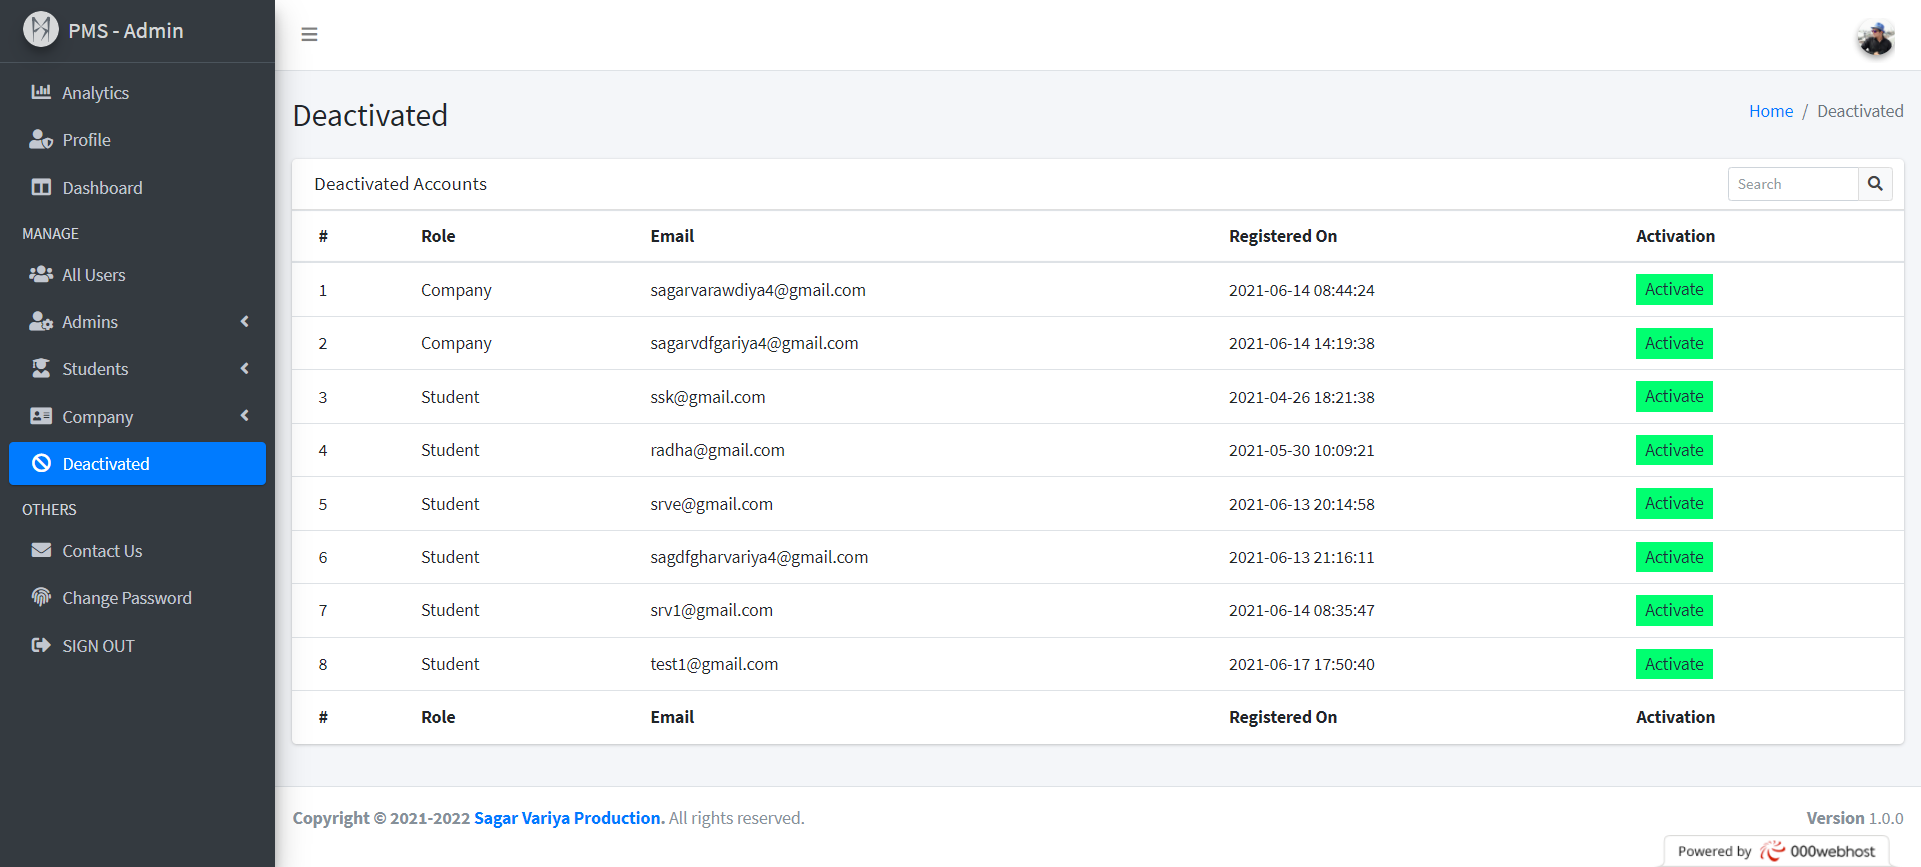 PMS - Admin
Analytics
Profile
Dashboard
MANAGE
All Users
Admins
Students
Company
Deactivated
OTHERS
Contact Us
Change Password
SIGN OUT
Deactivated
Home / Deactivated
Deactivated Accounts
Search
# Role Email Registered On Activation
1 Company sagarvarawdiya4@gmail.com 2021-06-14 08:44:24 Activate
2 Company sagarvdfgariya4@gmail.com 2021-06-14 14:19:38 Activate
3 Student ssk@gmail.com 2021-04-26 18:21:38 Activate
4 Student radha@gmail.com 2021-05-30 10:09:21 Activate
5 Student srve@gmail.com 2021-06-13 20:14:58 Activate
6 Student sagdfgharvariya4@gmail.com 2021-06-13 21:16:11 Activate
7 Student srv1@gmail.com 2021-06-14 08:35:47 Activate
8 Student test1@gmail.com 2021-06-17 17:50:40 Activate
# Role Email Registered On Activation
Copyright © 2021-2022 Sagar Variya Production. All rights reserved.
Version 1.0.0
Powered by 000webhost